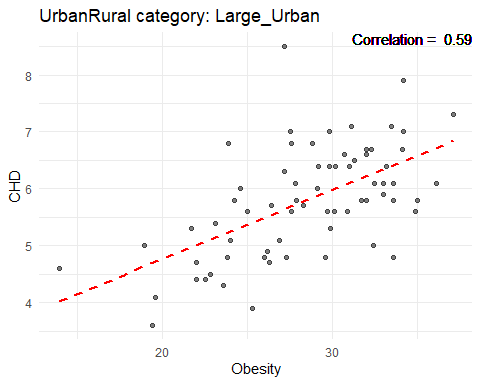 UrbanRural category: Large_Urban
Correlation = 0.59
8
7
6
5
4
CHD
20
30
Obesity